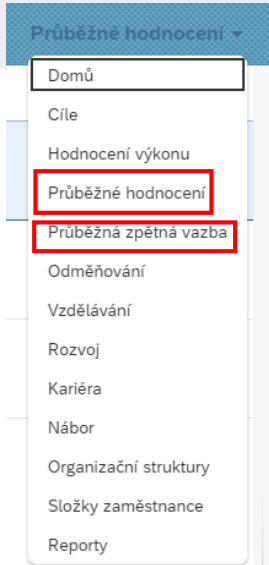 Průběžné hodnocení
Domů
Cíle
Hodnocení výkonu
Průběžné hodnocení
Průběžná zpětná vazba
Odměňování
Vzdělávání
Rozvoj
Kariéra
Nábor
Organizační struktury
Složky zaměstnance
Reporty